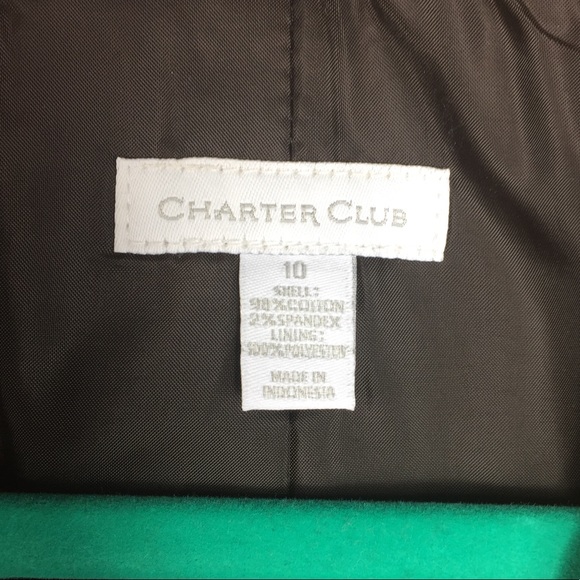 CHARTER CLUB
10
SHELL:
98%COTTON
2%SPANDEX
LINING:
100%POLYESTER
MADE IN
INDONESIA